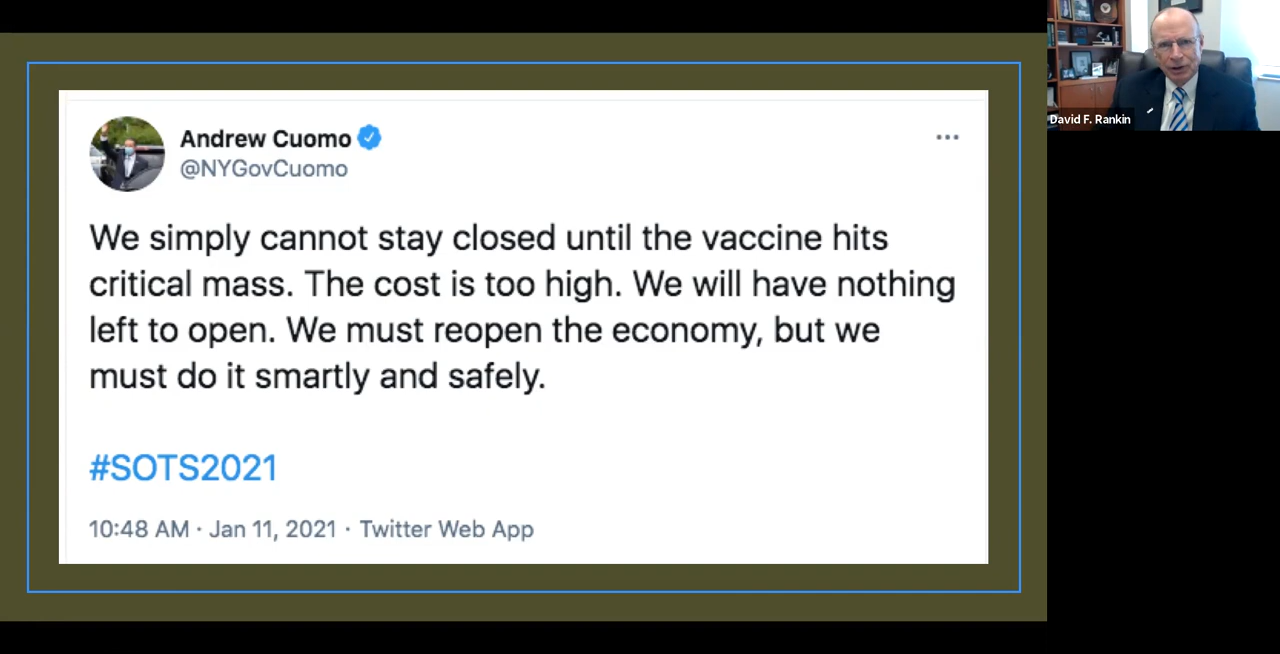 Andrew Cuomo
@NYGovCuomo
We simply cannot stay closed until the vaccine hits
critical mass. The cost is too high. We will have nothing
left to open. We must reopen the economy, but we
must do it smartly and safely.
#SOTS2021
10:48 AM · Jan 11, 2021 · Twitter Web App
David F. Rankin